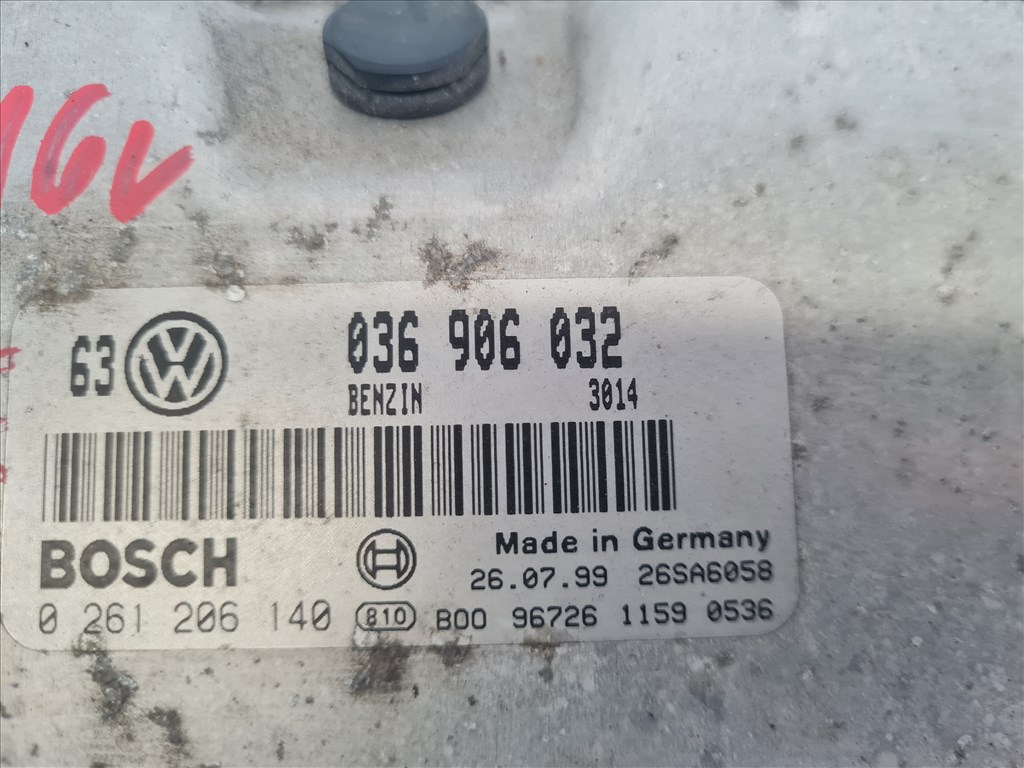 16V
63 036 906 032
BENZIN 3014
BOSCH Made in Germany
26.07.99 26SA6058
0 261 206 140 810 B00 96726 1159 0536